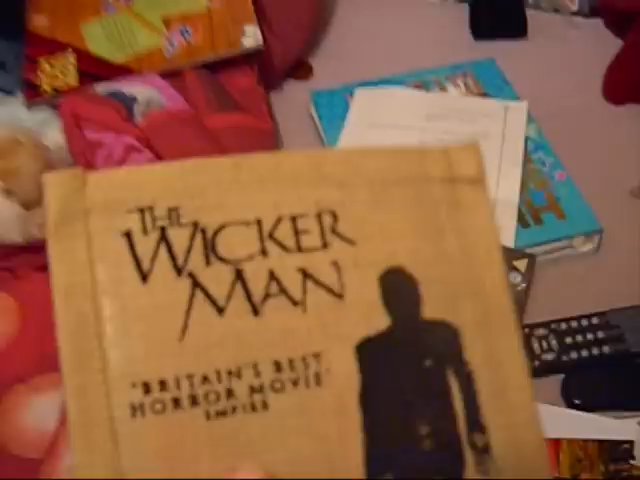 THE
WICKER
MAN
"BRITAIN'S BEST
HORROR MOVIE"
EMPIRE